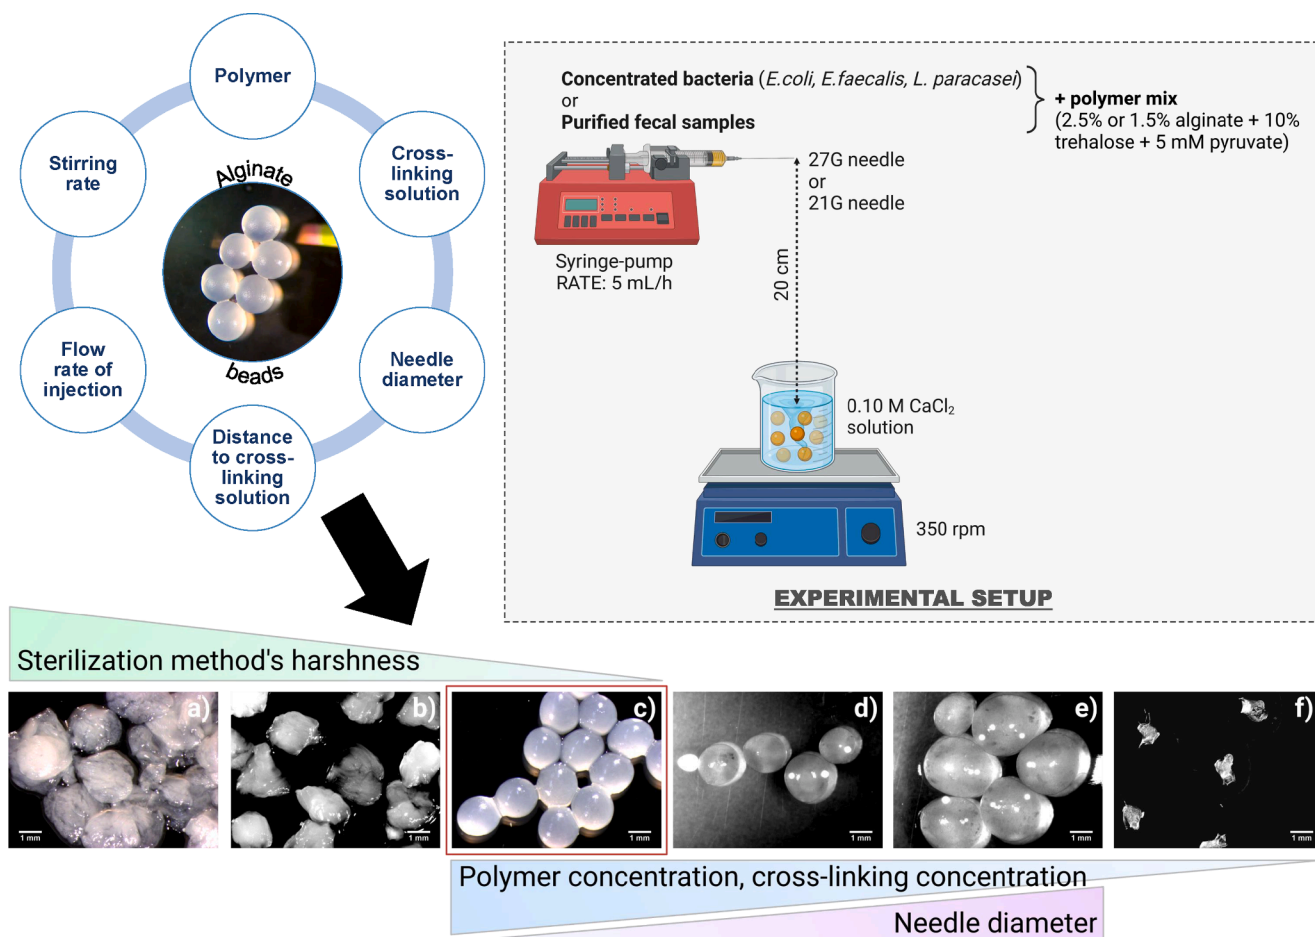 Polymer
Cross-
linking
solution
Needle
diameter
Distance
to cross-
linking
solution
Flow
rate of
injection
Stirring
rate
Alginate
beads
Concentrated bacteria (E.coli, E.faecalis, L. paracasei)
or
Purified fecal samples
+ polymer mix
(2.5% or 1.5% alginate + 10%
trehalose + 5 mM pyruvate)
27G needle
or
21G needle
Syringe-pump
RATE: 5 mL/h
20 cm
0.10 M CaCl₂
solution
350 rpm
EXPERIMENTAL SETUP
Sterilization method's harshness
a)
1 mm
b)
1 mm
c)
1 mm
d)
1 mm
e)
1 mm
f)
1 mm
Polymer concentration, cross-linking concentration
Needle diameter